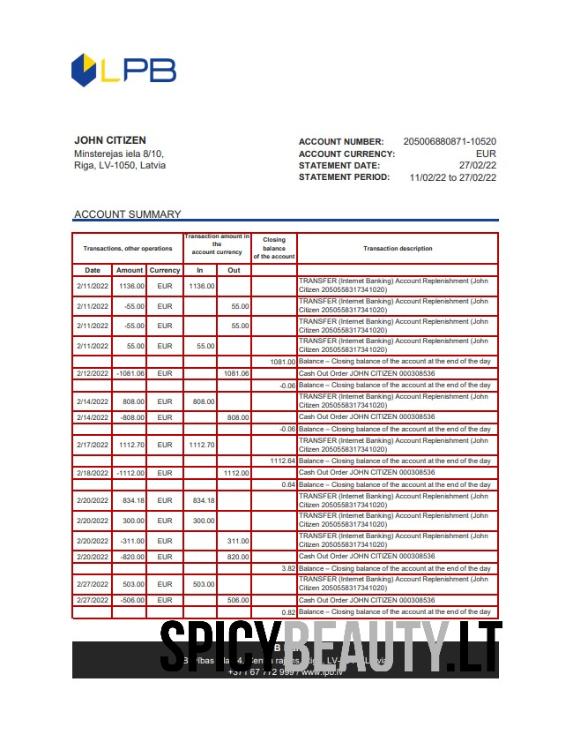 LPB
JOHN CITIZEN
Minsterejas iela 8/10,
Riga, LV-1050, Latvia
ACCOUNT NUMBER: 205006880871-10520
ACCOUNT CURRENCY: EUR
STATEMENT DATE: 27/02/22
STATEMENT PERIOD: 11/02/22 to 27/02/22
ACCOUNT SUMMARY
Transactions, other operations
Transaction amount in
the
account currency
Closing
balance
of the account
Transaction description
Date Amount Currency In Out
2/11/2022 1136.00 EUR 1136.00 TRANSFER (Internet Banking) Account Replenishment (John
Citizen 2050558317341020)
2/11/2022 -55.00 EUR 55.00 TRANSFER (Internet Banking) Account Replenishment (John
Citizen 2050558317341020)
2/11/2022 -55.00 EUR 55.00 TRANSFER (Internet Banking) Account Replenishment (John
Citizen 2050558317341020)
2/11/2022 55.00 EUR 55.00 TRANSFER (Internet Banking) Account Replenishment (John
Citizen 2050558317341020)
1081.00 Balance – Closing balance of the account at the end of the day
2/12/2022 -1081.06 EUR 1081.06 Cash Out Order JOHN CITIZEN 000308536
-0.06 Balance – Closing balance of the account at the end of the day
2/14/2022 808.00 EUR 808.00 TRANSFER (Internet Banking) Account Replenishment (John
Citizen 2050558317341020)
2/14/2022 -808.00 EUR 808.00 Cash Out Order JOHN CITIZEN 000308536
-0.06 Balance – Closing balance of the account at the end of the day
2/17/2022 1112.70 EUR 1112.70 TRANSFER (Internet Banking) Account Replenishment (John
Citizen 2050558317341020)
1112.64 Balance – Closing balance of the account at the end of the day
2/18/2022 -1112.00 EUR 1112.00 Cash Out Order JOHN CITIZEN 000308536
0.64 Balance – Closing balance of the account at the end of the day
2/20/2022 834.18 EUR 834.18 TRANSFER (Internet Banking) Account Replenishment (John
Citizen 2050558317341020)
2/20/2022 300.00 EUR 300.00 TRANSFER (Internet Banking) Account Replenishment (John
Citizen 2050558317341020)
2/20/2022 -311.00 EUR 311.00 TRANSFER (Internet Banking) Account Replenishment (John
Citizen 2050558317341020)
2/20/2022 -820.00 EUR 820.00 Cash Out Order JOHN CITIZEN 000308536
3.82 Balance – Closing balance of the account at the end of the day
2/27/2022 503.00 EUR 503.00 TRANSFER (Internet Banking) Account Replenishment (John
Citizen 2050558317341020)
2/27/2022 -506.00 EUR 506.00 Cash Out Order JOHN CITIZEN 000308536
0.82 Balance – Closing balance of the account at the end of the day
SPICYBEAUTY.LT
+371 67 772 999 / www.lpb.lv